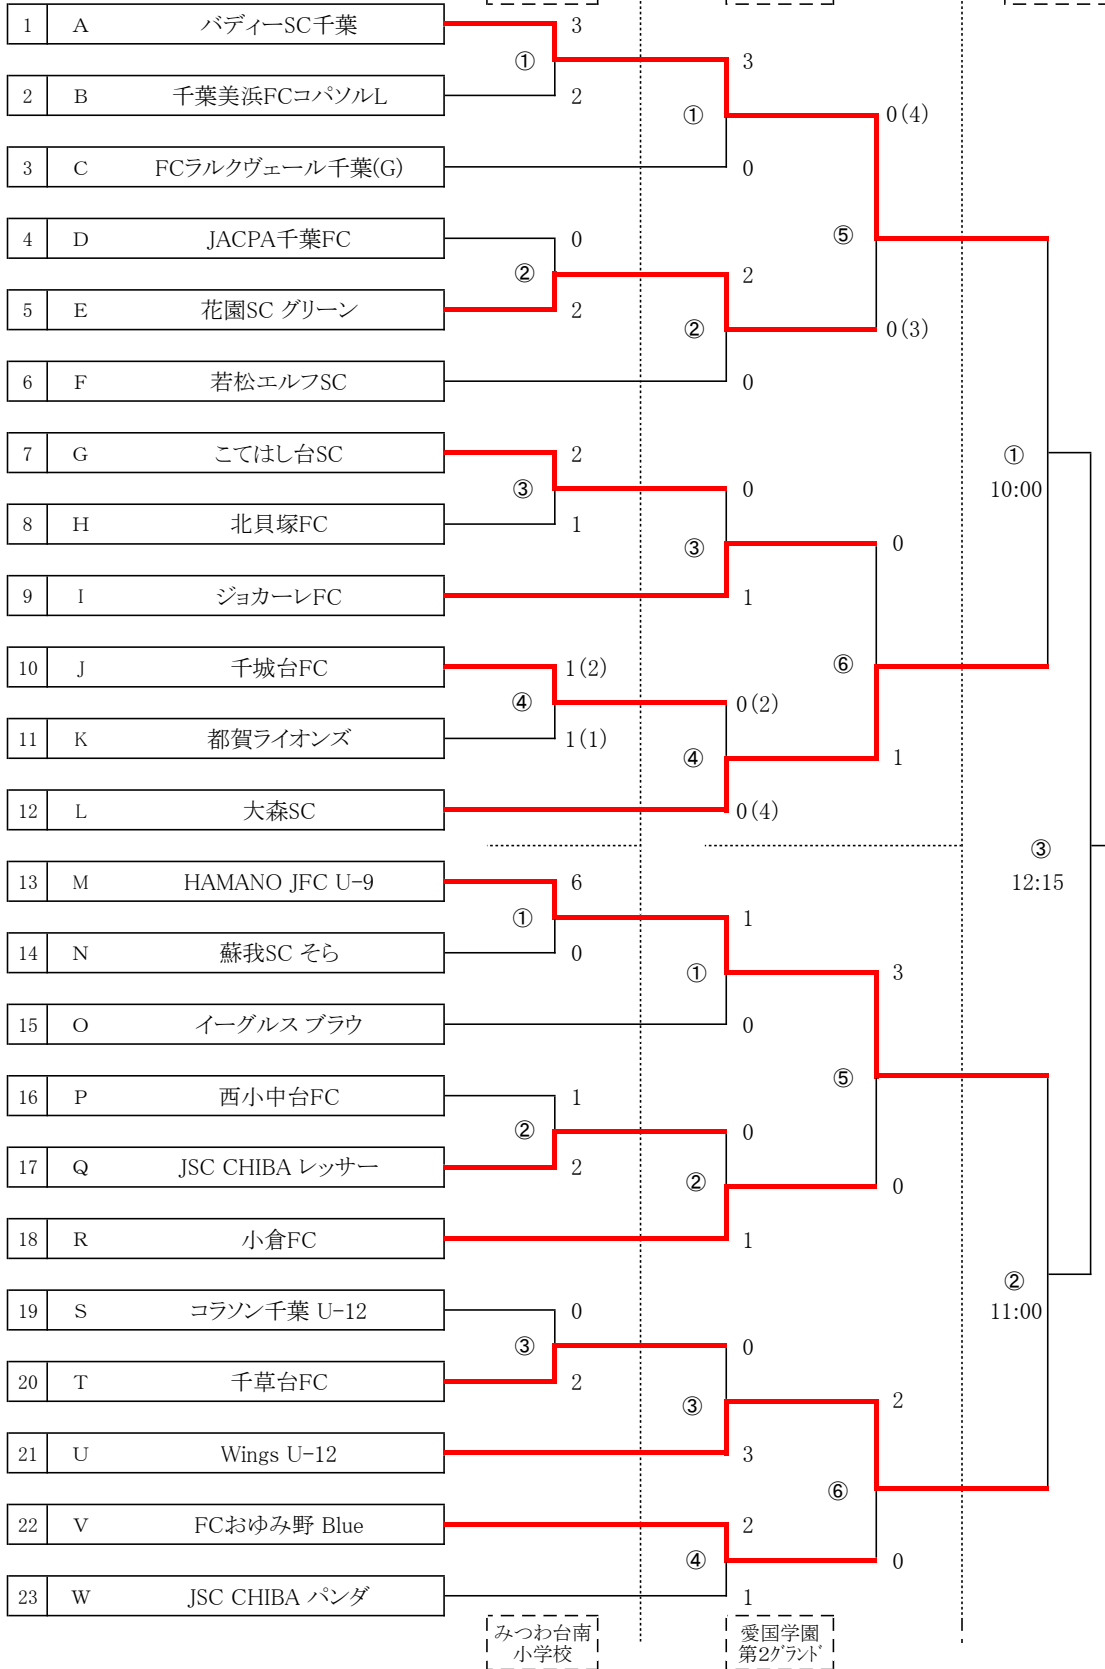 1 A バディーSC千葉 3
① 3
2 B 千葉美浜FCコパソルL 2
① 0(4)
3 C FCラルクヴェール千葉(G) 0
4 D JACPA千葉FC 0
⑤
② 2
5 E 花園SC グリーン 2
② 0(3)
6 F 若松エルフSC 0
7 G こてはし台SC 2
①
③ 0 10:00
8 H 北貝塚FC 1
③ 0
9 I ジョカーレFC 1
10 J 千城台FC 1(2)
⑥
④ 0(2)
11 K 都賀ライオンズ 1(1)
④ 1
12 L 大森SC 0(4)
③
12:15
13 M HAMANO JFC U-9 6
① 1
14 N 蘇我SC そら 0
① 3
15 O イーグルス ブラウ 0
⑤
16 P 西小中台FC 1
② 0
17 Q JSC CHIBA レッサー 2
② 0
18 R 小倉FC 1
②
19 S コラソン千葉 U-12 0 11:00
③ 0
20 T 千草台FC 2
③ 2
21 U Wings U-12 3
⑥
22 V FCおゆみ野 Blue 2
④ 0
23 W JSC CHIBA パンダ 1
みつわ台南
小学校
愛国学園
第2グランド